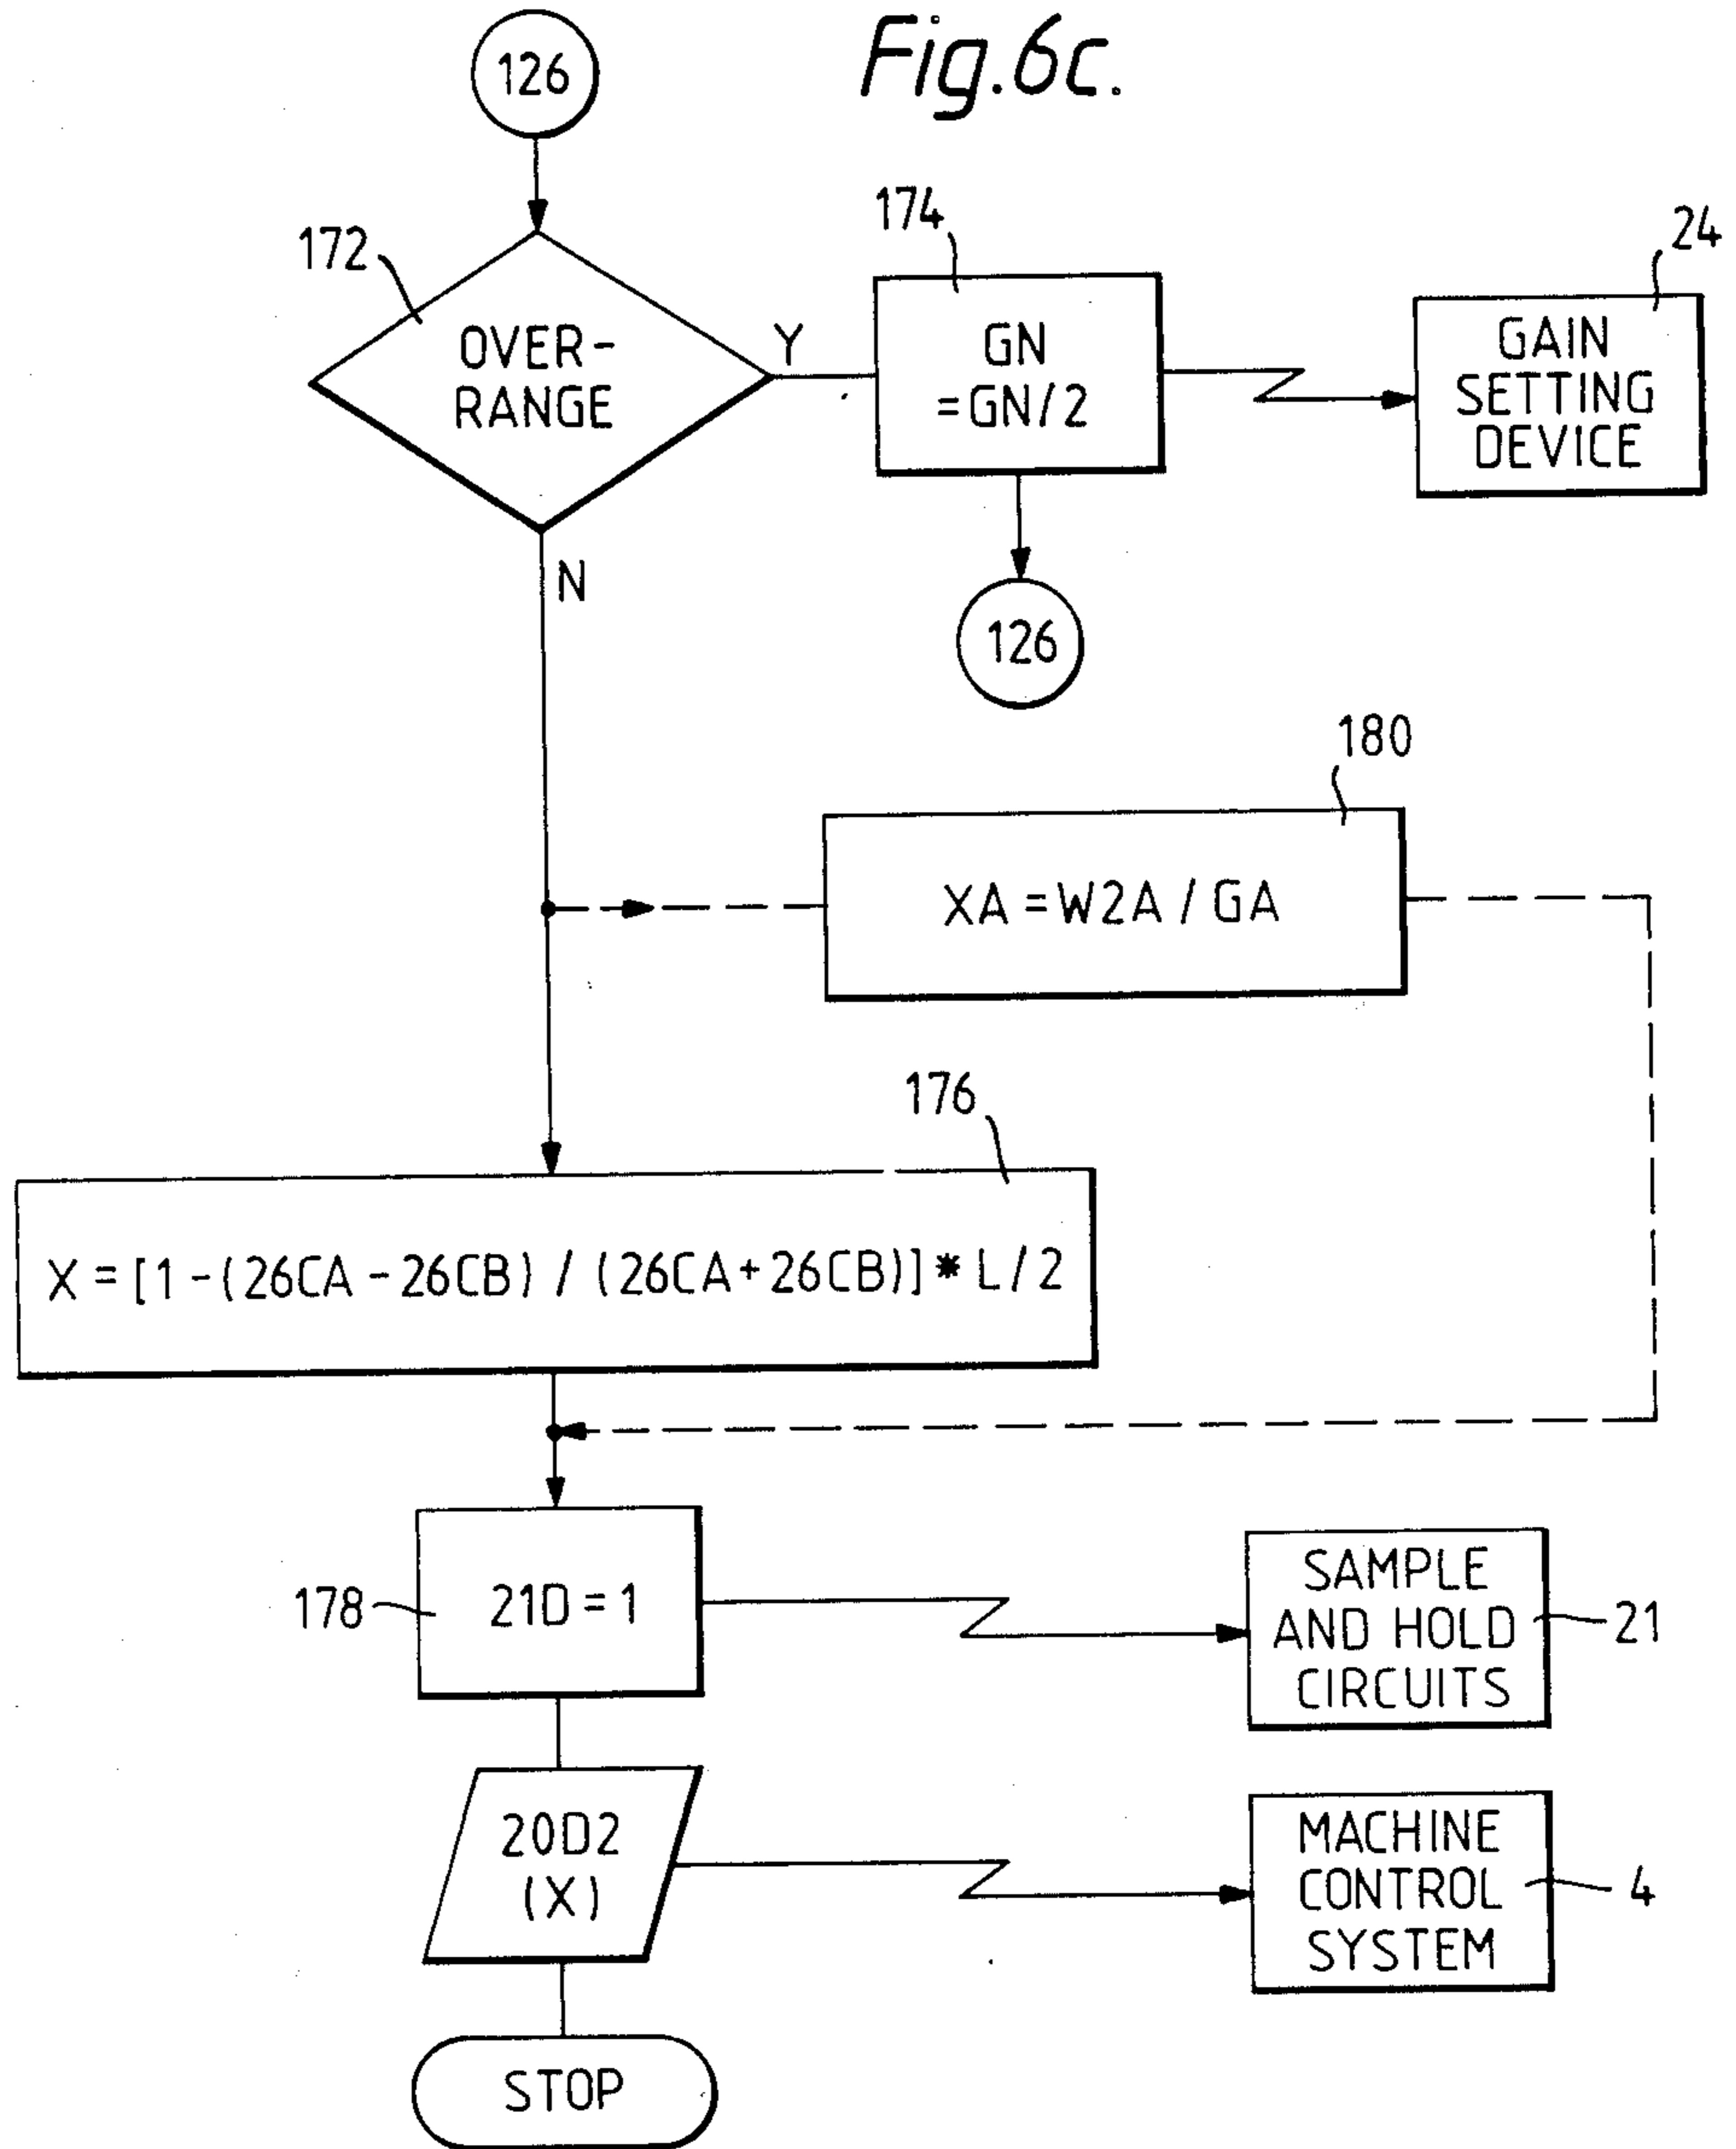 Fig.6c.
126
172
OVER-
RANGE
Y
N
174
GN
=GN/2
24
GAIN
SETTING
DEVICE
126
180
XA = W2A / GA
176
X = [1-(26CA - 26CB) / (26CA+26CB)] * L/2
178
21D = 1
SAMPLE
AND HOLD
CIRCUITS
21
20D2
(X)
MACHINE
CONTROL
SYSTEM
4
STOP